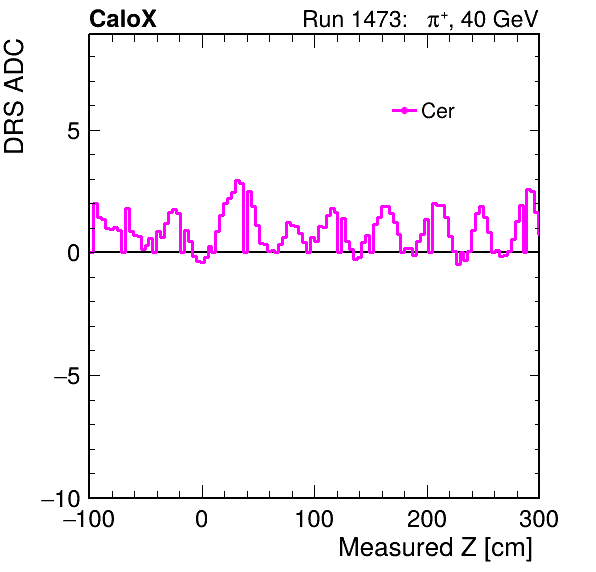 CaloX
Run 1473: π⁺, 40 GeV
DRS ADC
Cer
5
0
−5
−10
−100 0 100 200 300
Measured Z [cm]